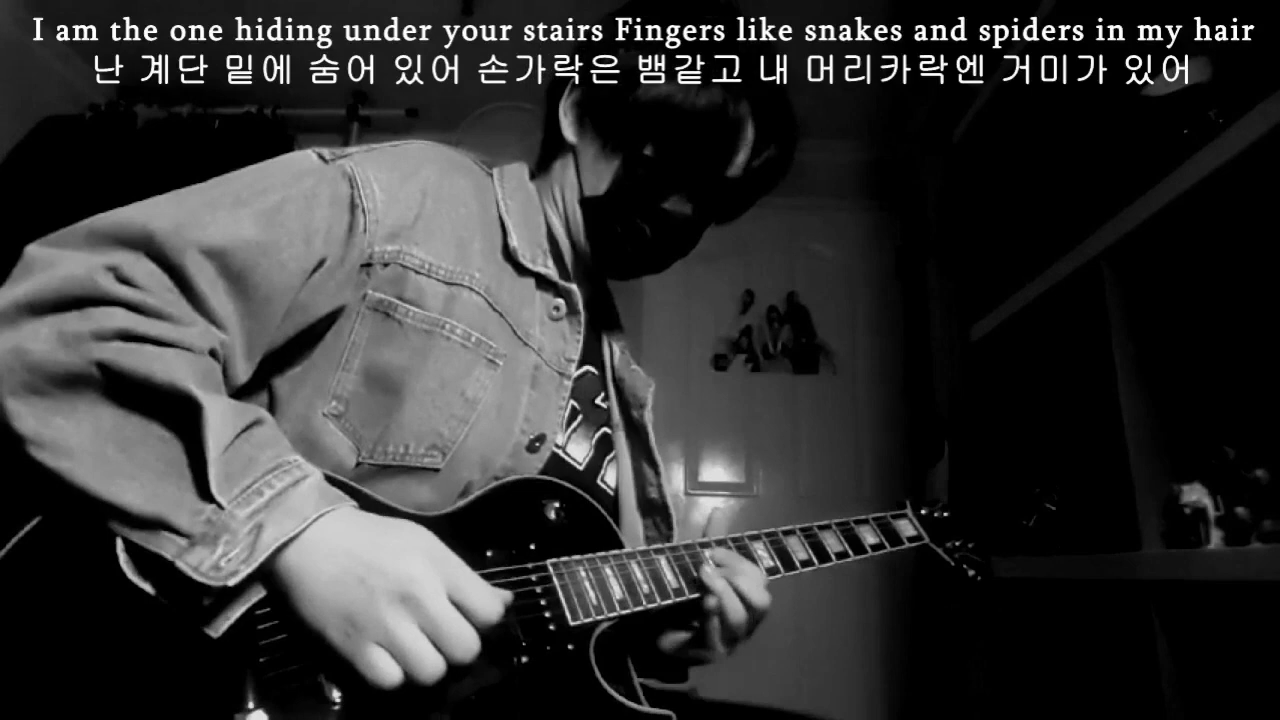 I am the one hiding under your stairs Fingers like snakes and spiders in my hair
난 계단 밑에 숨어 있어 손가락은 뱀같고 내 머리카락엔 거미가 있어